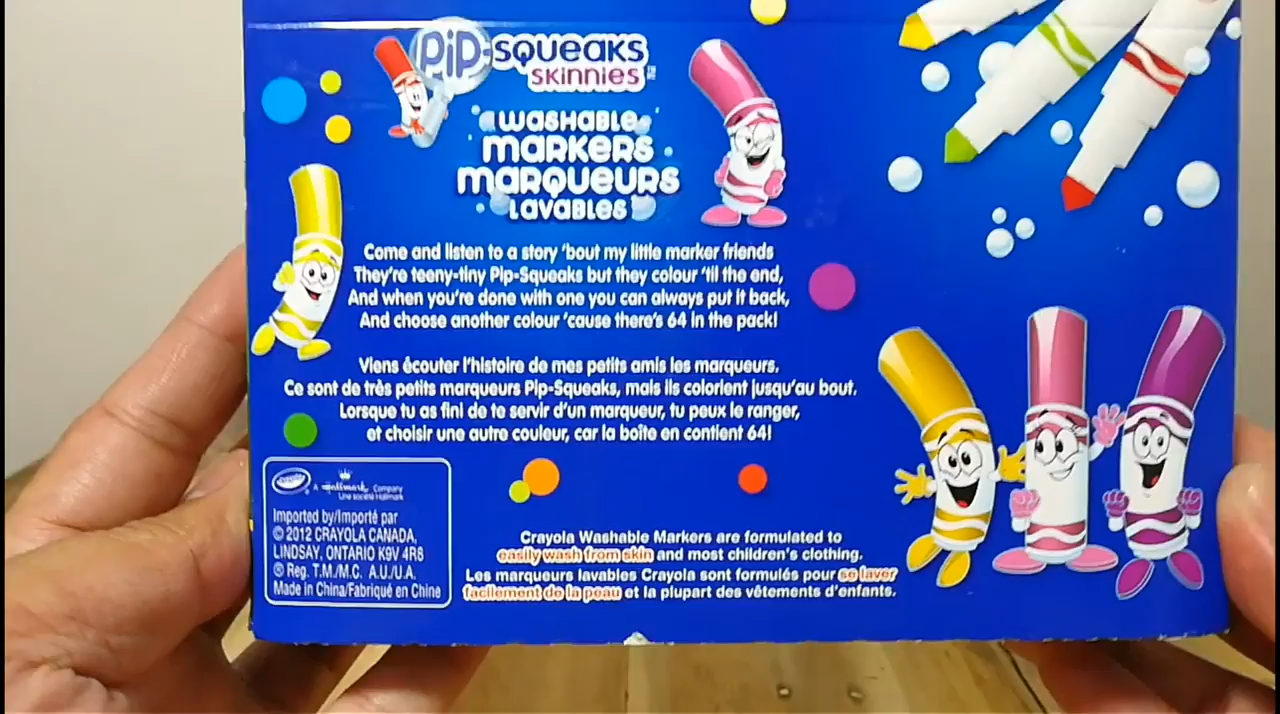 PiP-SQUeaKS
SKiNNieS™
WaSHaBLe
MaRKeRS
MaRQUeURS
LaVaBLeS
Come and listen to a story 'bout my little marker friends
They're teeny-tiny Pip-Squeaks but they colour 'til the end,
And when you're done with one you can always put it back,
And choose another colour 'cause there's 64 in the pack!
Viens écouter l'histoire de mes petits amis les marqueurs.
Ce sont de très petits marqueurs Pip-Squeaks, mais ils colorient jusqu'au bout.
Lorsque tu as fini de te servir d'un marqueur, tu peux le ranger,
et choisir une autre couleur, car la boîte en contient 64!
Crayola A Hallmark Company
Une société Hallmark
Imported by/Importé par
© 2012 CRAYOLA CANADA,
LINDSAY, ONTARIO K9V 4R8
® Reg. T.M./M.C. A.U./U.A.
Made in China/Fabriqué en Chine
Crayola Washable Markers are formulated to
easily wash from skin and most children's clothing.
Les marqueurs lavables Crayola sont formulés pour se laver
facilement de la peau et la plupart des vêtements d'enfants.